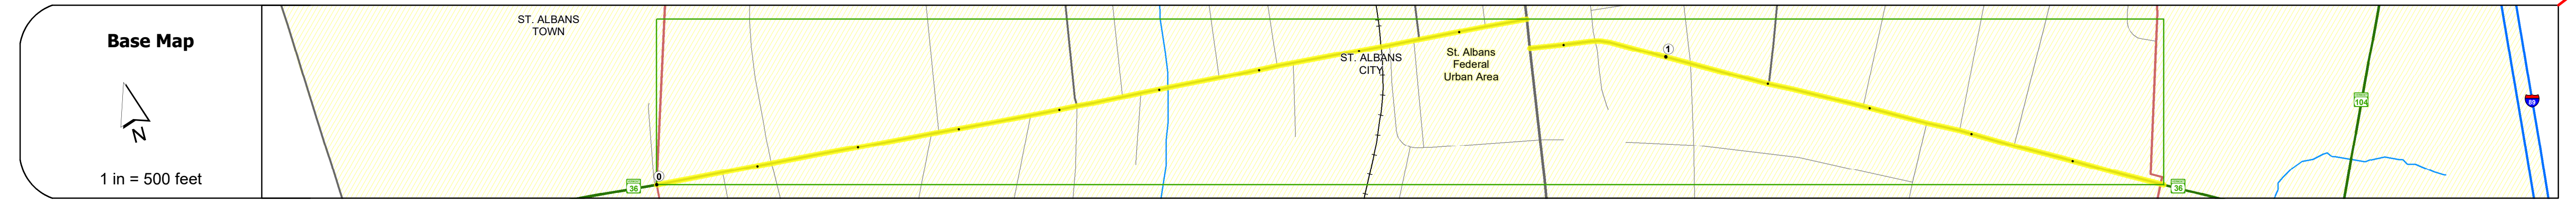 Base Map
N
1 in = 500 feet
ST. ALBANS
TOWN
36
0
ST. ALBANS
CITY
St. Albans
Federal
Urban Area
1
36
104
89